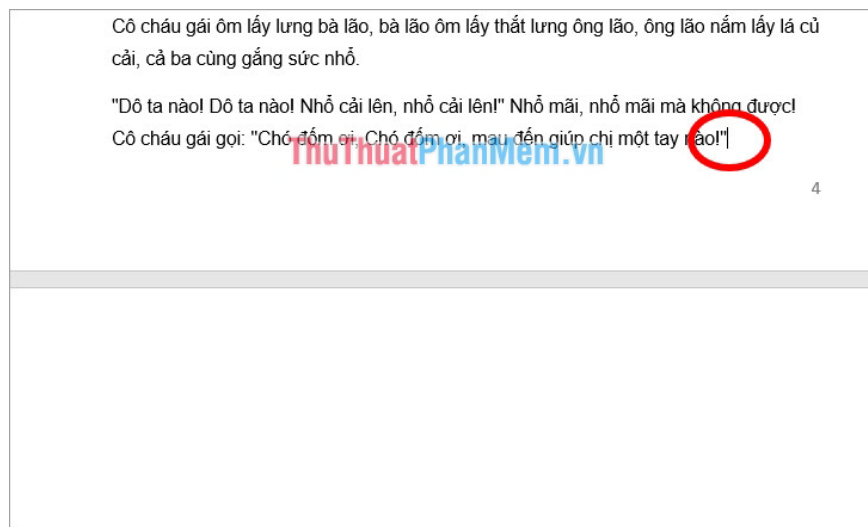 Cô cháu gái ôm lấy lưng bà lão, bà lão ôm lấy thắt lưng ông lão, ông lão nắm lấy lá củ
cải, cả ba cùng gắng sức nhổ.
"Dô ta nào! Dô ta nào! Nhổ cải lên, nhổ cải lên!" Nhổ mãi, nhổ mãi mà không được!
Cô cháu gái gọi: "Chó đốm ơi, Chó đốm ơi, mau đến giúp chị một tay nào!"
ThuThuatPhanMem.vn
4